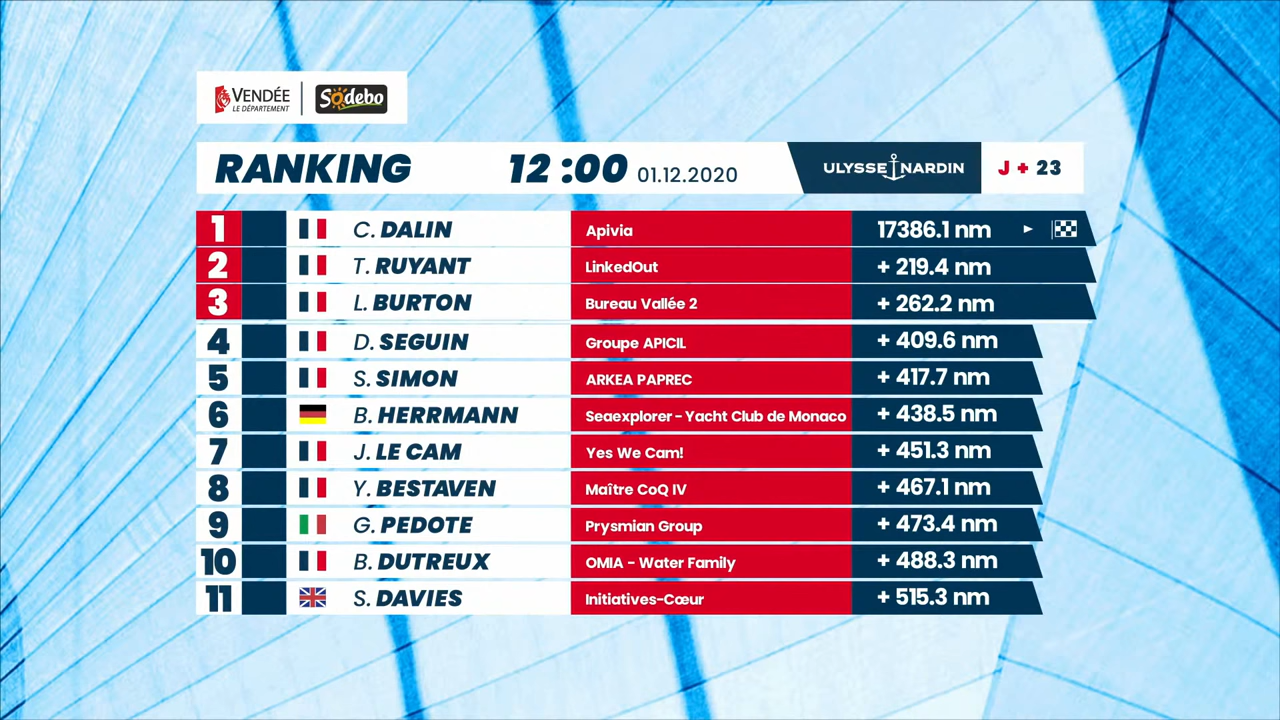 VENDÉE
LE DÉPARTEMENT
Sodebo
RANKING 12 :00 01.12.2020 ULYSSE NARDIN J + 23
1 C. DALIN Apivia 17386.1 nm
2 T. RUYANT LinkedOut + 219.4 nm
3 L. BURTON Bureau Vallée 2 + 262.2 nm
4 D. SEGUIN Groupe APICIL + 409.6 nm
5 S. SIMON ARKEA PAPREC + 417.7 nm
6 B. HERRMANN Seaexplorer - Yacht Club de Monaco + 438.5 nm
7 J. LE CAM Yes We Cam! + 451.3 nm
8 Y. BESTAVEN Maître CoQ IV + 467.1 nm
9 G. PEDOTE Prysmian Group + 473.4 nm
10 B. DUTREUX OMIA - Water Family + 488.3 nm
11 S. DAVIES Initiatives-Cœur + 515.3 nm